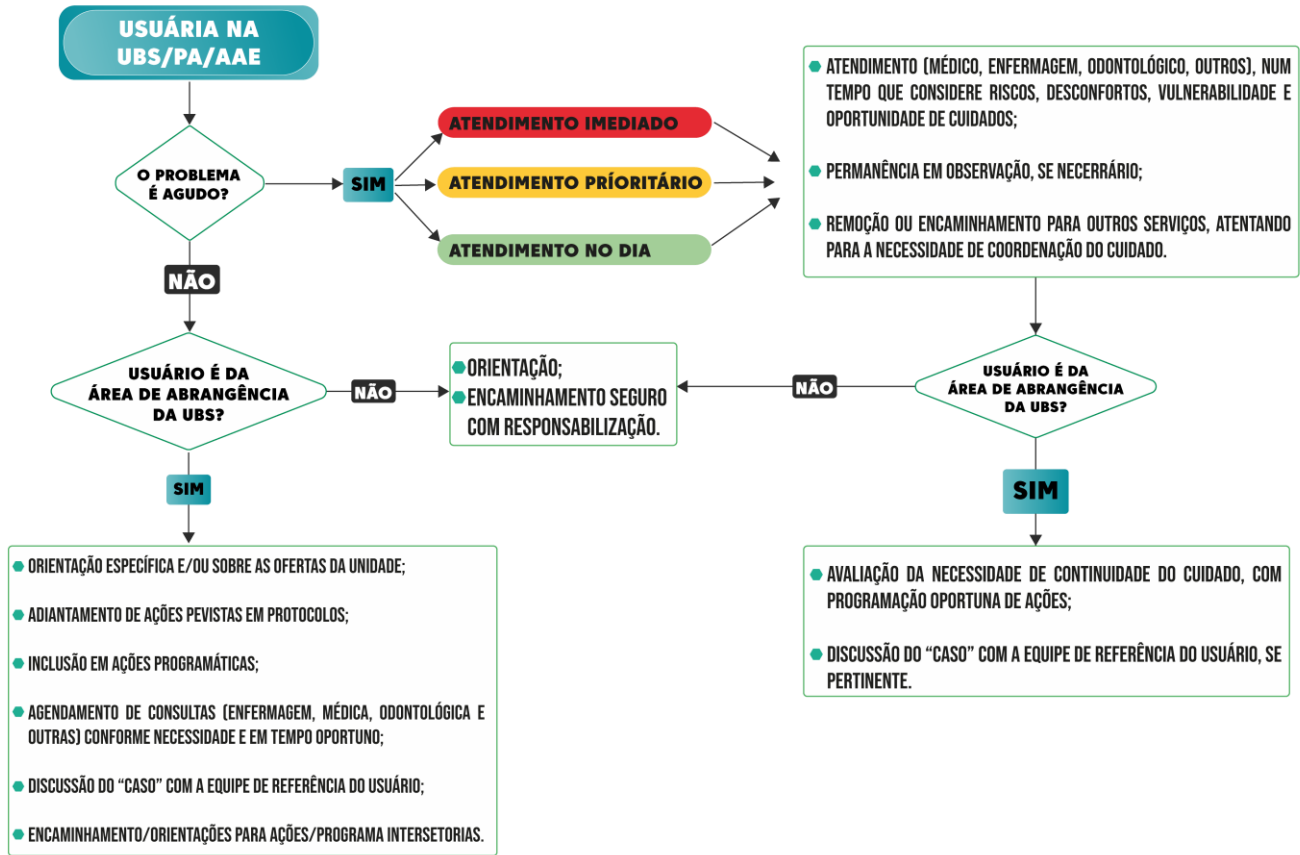 USUÁRIA NA
UBS/PA/AAE
O PROBLEMA
É AGUDO?
SIM
ATENDIMENTO IMEDIADO
ATENDIMENTO PRÍORITÁRIO
ATENDIMENTO NO DIA
ATENDIMENTO (MÉDICO, ENFERMAGEM, ODONTOLÓGICO, OUTROS), NUM
TEMPO QUE CONSIDERE RISCOS, DESCONFORTOS, VULNERABILIDADE E
OPORTUNIDADE DE CUIDADOS;
PERMANÊNCIA EM OBSERVAÇÃO, SE NECERRÁRIO;
REMOÇÃO OU ENCAMINHAMENTO PARA OUTROS SERVIÇOS, ATENTANDO
PARA A NECESSIDADE DE COORDENAÇÃO DO CUIDADO.
NÃO
USUÁRIO É DA
ÁREA DE ABRANGÊNCIA
DA UBS?
NÃO
ORIENTAÇÃO;
ENCAMINHAMENTO SEGURO
COM RESPONSABILIZAÇÃO.
NÃO
USUÁRIO É DA
ÁREA DE ABRANGÊNCIA
DA UBS?
SIM
SIM
ORIENTAÇÃO ESPECÍFICA E/OU SOBRE AS OFERTAS DA UNIDADE;
ADIANTAMENTO DE AÇÕES PEVISTAS EM PROTOCOLOS;
INCLUSÃO EM AÇÕES PROGRAMÁTICAS;
AGENDAMENTO DE CONSULTAS (ENFERMAGEM, MÉDICA, ODONTOLÓGICA E
OUTRAS) CONFORME NECESSIDADE E EM TEMPO OPORTUNO;
DISCUSSÃO DO “CASO” COM A EQUIPE DE REFERÊNCIA DO USUÁRIO;
ENCAMINHAMENTO/ORIENTAÇÕES PARA AÇÕES/PROGRAMA INTERSETORIAS.
AVALIAÇÃO DA NECESSIDADE DE CONTINUIDADE DO CUIDADO, COM
PROGRAMAÇÃO OPORTUNA DE AÇÕES;
DISCUSSÃO DO “CASO” COM A EQUIPE DE REFERÊNCIA DO USUÁRIO, SE
PERTINENTE.